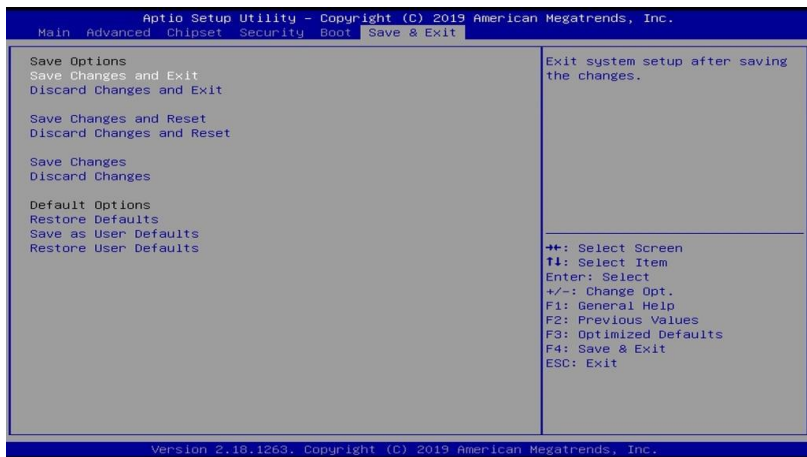 Aptio Setup Utility – Copyright (C) 2019 American Megatrends, Inc.
Main Advanced Chipset Security Boot Save & Exit
Save Options
Save Changes and Exit
Discard Changes and Exit
Save Changes and Reset
Discard Changes and Reset
Save Changes
Discard Changes
Default Options
Restore Defaults
Save as User Defaults
Restore User Defaults
Exit system setup after saving
the changes.
→←: Select Screen
↑↓: Select Item
Enter: Select
+/-: Change Opt.
F1: General Help
F2: Previous Values
F3: Optimized Defaults
F4: Save & Exit
ESC: Exit
Version 2.18.1263. Copyright (C) 2019 American Megatrends, Inc.